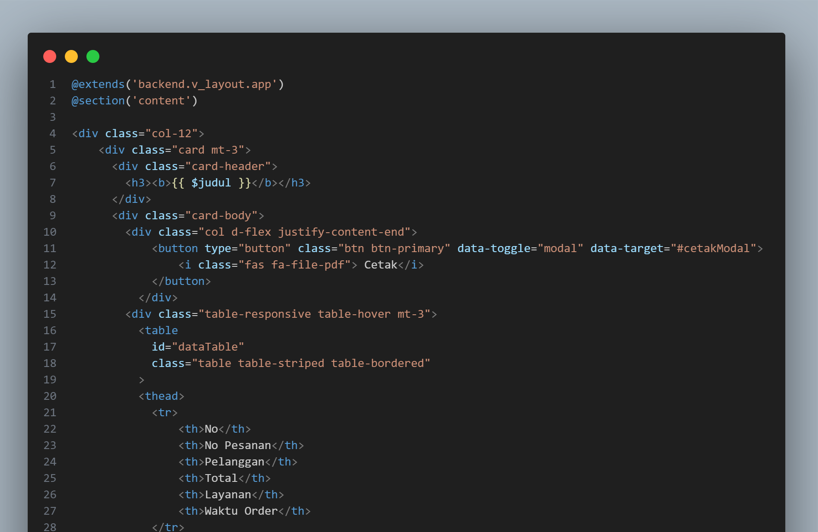 1 @extends('backend.v_layout.app')
2 @section('content')
3
4 <div class="col-12">
5     <div class="card mt-3">
6       <div class="card-header">
7         <h3><b>{{ $judul }}</b></h3>
8       </div>
9       <div class="card-body">
10         <div class="col d-flex justify-content-end">
11             <button type="button" class="btn btn-primary" data-toggle="modal" data-target="#cetakModal">
12                 <i class="fas fa-file-pdf"> Cetak</i>
13             </button>
14           </div>
15         <div class="table-responsive table-hover mt-3">
16           <table
17             id="dataTable"
18             class="table table-striped table-bordered"
19           >
20           <thead>
21             <tr>
22                 <th>No</th>
23                 <th>No Pesanan</th>
24                 <th>Pelanggan</th>
25                 <th>Total</th>
26                 <th>Layanan</th>
27                 <th>Waktu Order</th>
28             </tr>